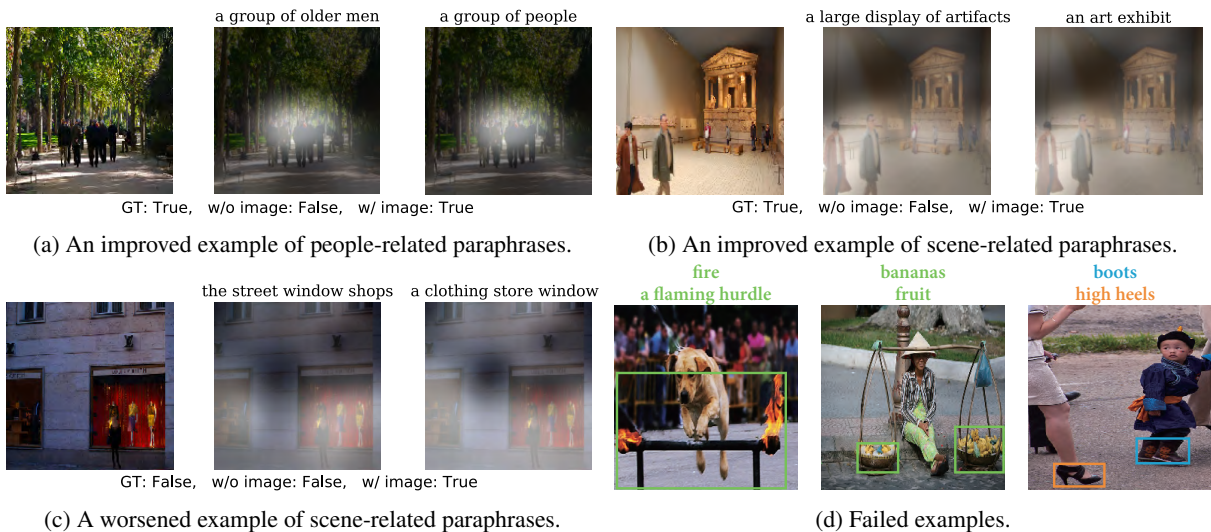 a group of older men
a group of people
GT: True, w/o image: False, w/ image: True
(a) An improved example of people-related paraphrases.
a large display of artifacts
an art exhibit
GT: True, w/o image: False, w/ image: True
(b) An improved example of scene-related paraphrases.
the street window shops
a clothing store window
GT: False, w/o image: False, w/ image: True
(c) A worsened example of scene-related paraphrases.
fire
a flaming hurdle
bananas
fruit
boots
high heels
(d) Failed examples.